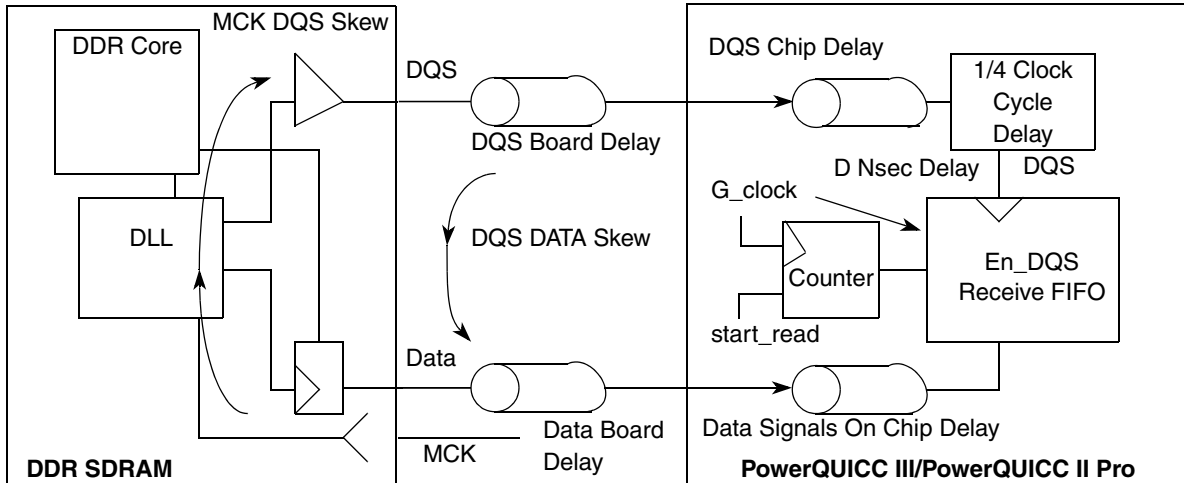 MCK DQS Skew
DDR Core
DQS
DQS Board Delay
DQS Chip Delay
1/4 Clock
Cycle
Delay
D Nsec Delay
DQS
G_clock
DLL
DQS DATA Skew
Counter
En_DQS
Receive FIFO
start_read
Data
Data Board
Delay
Data Signals On Chip Delay
MCK
DDR SDRAM
PowerQUICC III/PowerQUICC II Pro